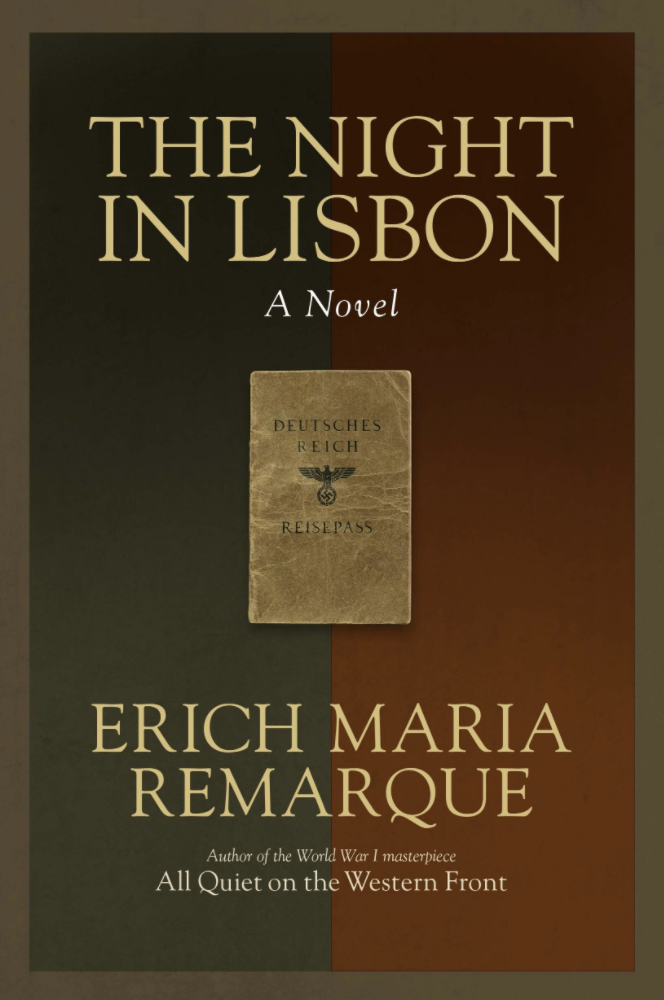 THE NIGHT
IN LISBON
A Novel
DEUTSCHES
REICH
REISEPASS
ERICH MARIA
REMARQUE
Author of the World War I masterpiece
All Quiet on the Western Front